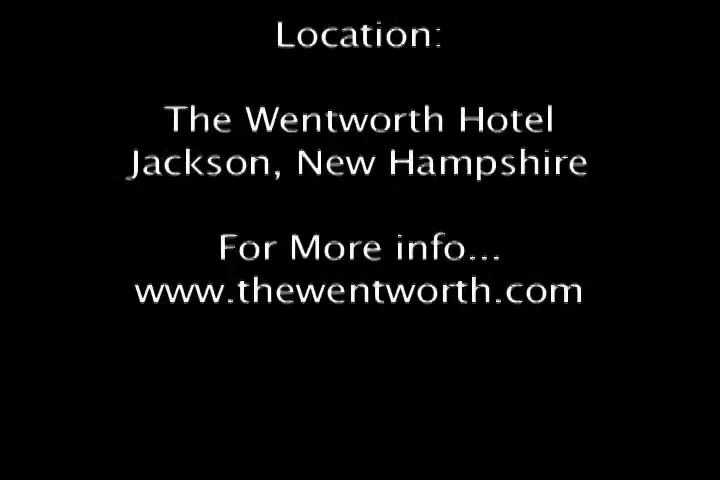 Location:
The Wentworth Hotel
Jackson, New Hampshire
For More info...
www.thewentworth.com